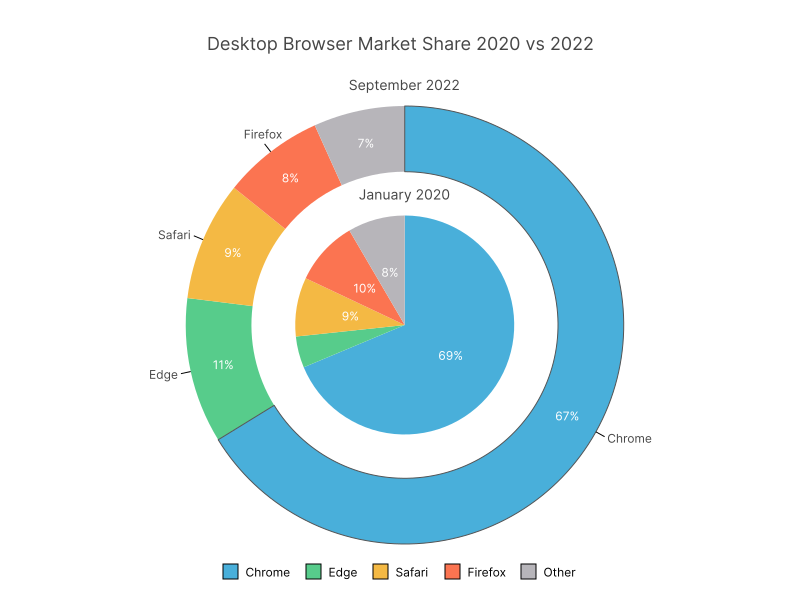 Desktop Browser Market Share 2020 vs 2022
September 2022
7%
Firefox
8%
January 2020
Safari
9%
8%
10%
9%
69%
Edge
11%
67%
Chrome
Chrome Edge Safari Firefox Other